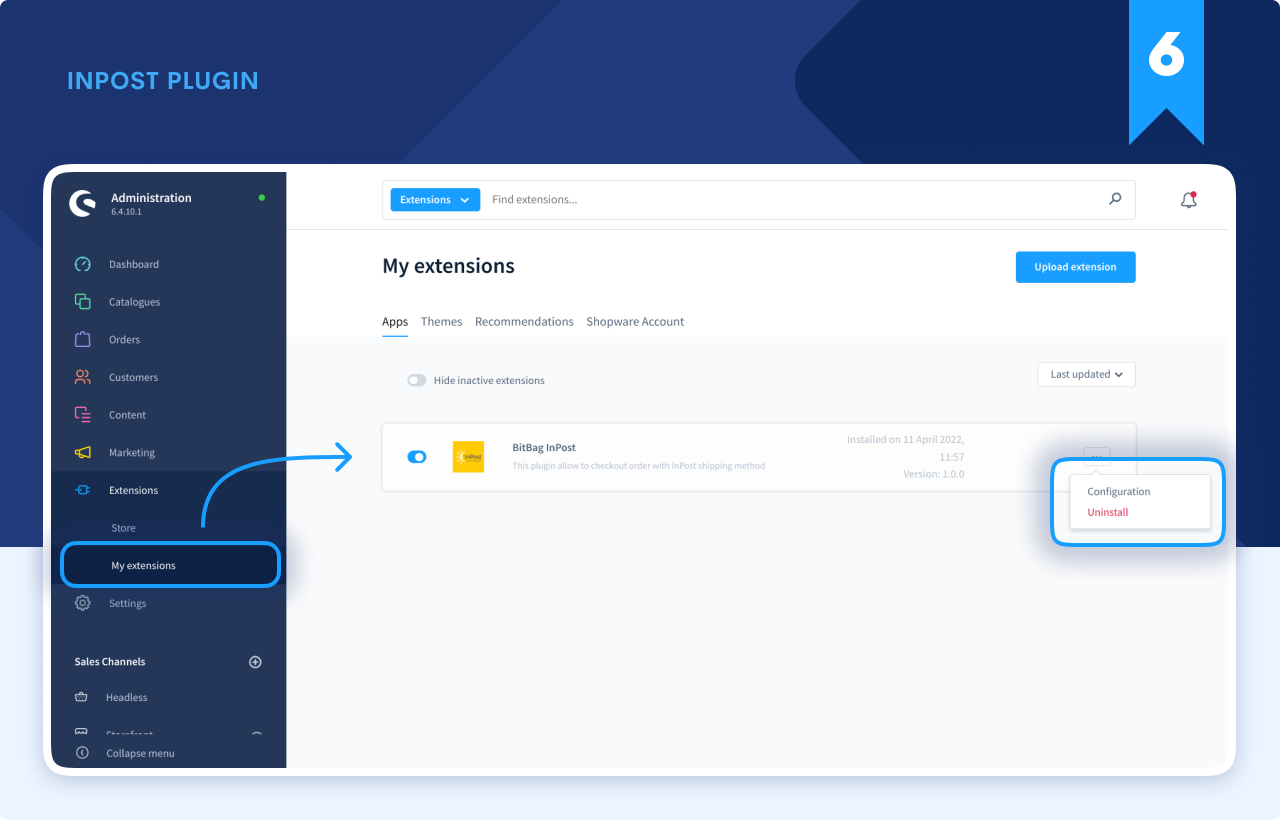 INPOST PLUGIN
6
Administration
6.4.10.1
Dashboard
Catalogues
Orders
Customers
Content
Marketing
Extensions
Store
My extensions
Settings
Sales Channels
Headless
Storefront
Collapse menu
Extensions
Find extensions...
My extensions
Upload extension
Apps
Themes
Recommendations
Shopware Account
Hide inactive extensions
Last updated
InPost
BitBag InPost
This plugin allow to checkout order with InPost shipping method
Installed on 11 April 2022,
11:57
Version: 1.0.0
Configuration
Uninstall